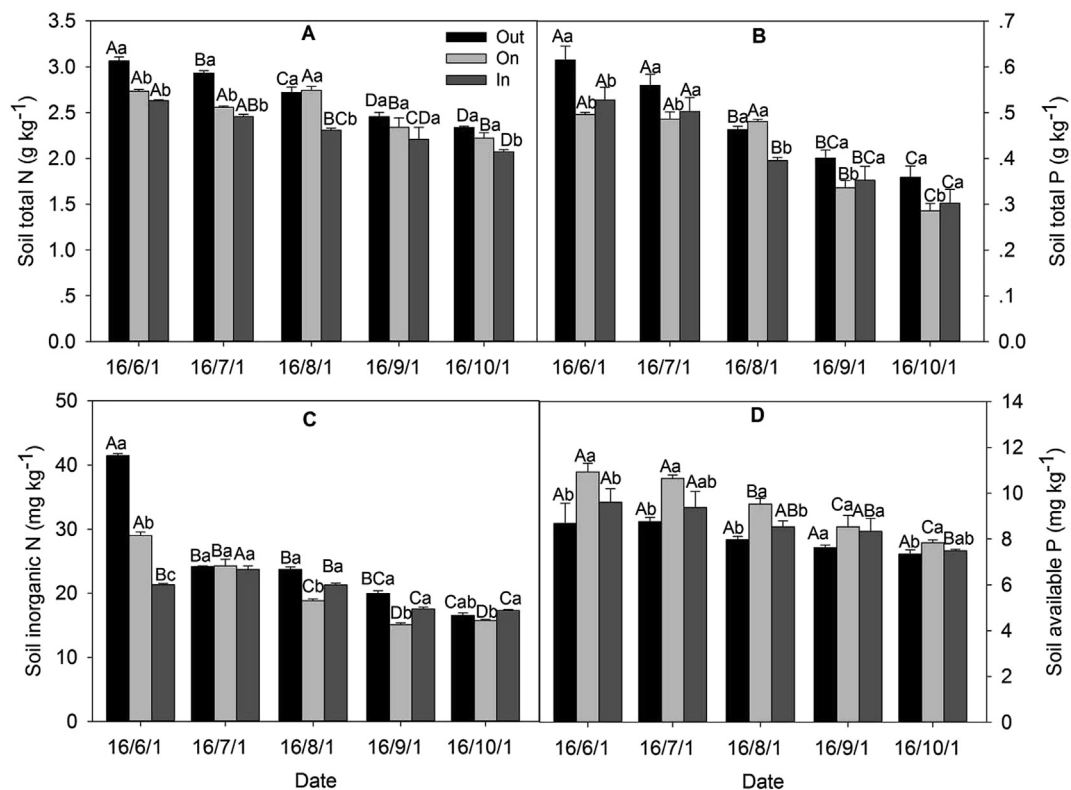 A
Out
On
In
Soil total N (g kg-1)
3.5
3.0
2.5
2.0
1.5
1.0
.5
0.0
Aa Ab Ab
Ba Ab ABb
Ca Aa BCb
Da Ba CDa
Da Ba Db
16/6/1 16/7/1 16/8/1 16/9/1 16/10/1
B
Aa Ab Aa
Aa Ab Aa
Ba Aa Bb
BCa Bb BCa
Ca Cb Ca
.7
.6
.5
.4
.3
.2
.1
0.0
Soil total P (g kg-1)
16/6/1 16/7/1 16/8/1 16/9/1 16/10/1
C
Soil inorganic N (mg kg-1)
50
40
30
20
10
0
Aa Ab Bc
Ba Ba Aa
Ba Cb Ba
BCa Db Ca
Cab Db Ca
16/6/1 16/7/1 16/8/1 16/9/1 16/10/1
Date
D
Ab Aa Ab
Ab Aa Aab
Ab Ba ABb
Aa Ca ABa
Ab Ca Bab
14
12
10
8
6
4
2
0
Soil available P (mg kg-1)
16/6/1 16/7/1 16/8/1 16/9/1 16/10/1
Date